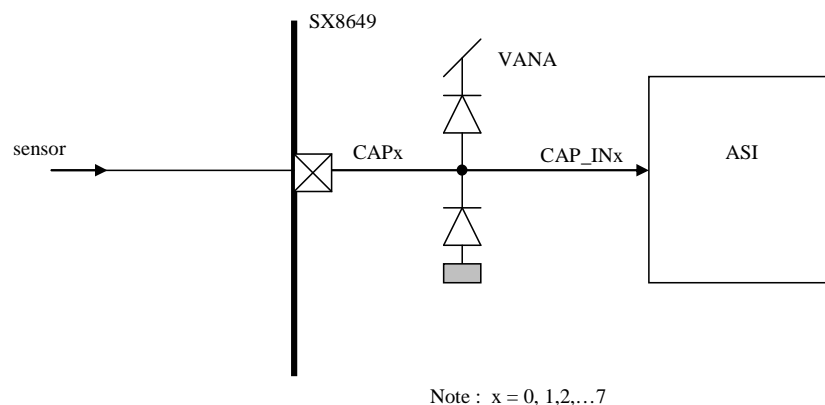 SX8649
VANA
sensor
CAPx
CAP_INx
ASI
Note : x = 0, 1,2,…7